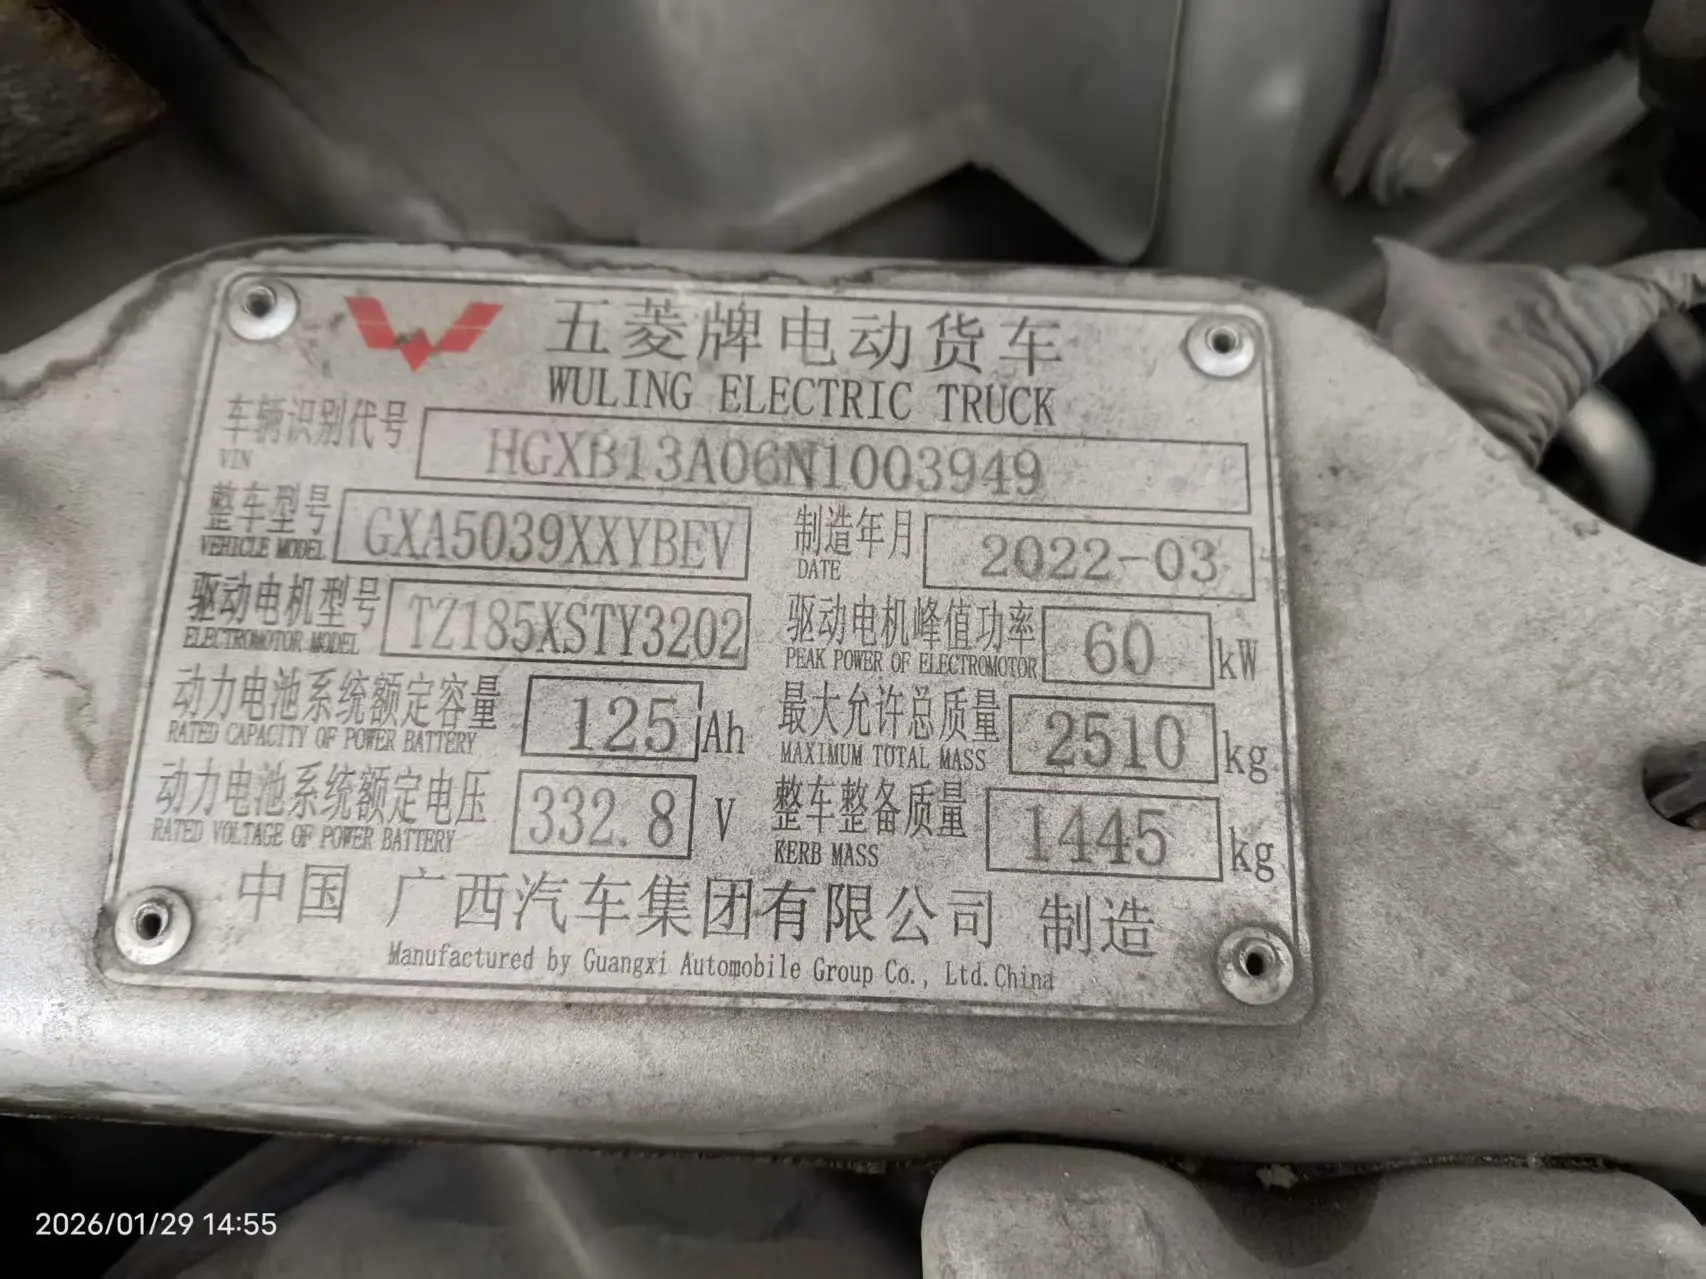 五菱牌电动货车
WULING ELECTRIC TRUCK
车辆识别代号 HGXB13A06N1003949
VIN
整车型号 GXA5039XXYBEV 制造年月 2022-03
VEHICLE MODEL DATE
驱动电机型号 TZ185XSTY3202 驱动电机峰值功率 60 kW
ELECTROMOTOR MODEL PEAK POWER OF ELECTROMOTOR
动力电池系统额定容量 125 Ah 最大允许总质量 2510 kg
RATED CAPACITY OF POWER BATTERY MAXIMUM TOTAL MASS
动力电池系统额定电压 332.8 V 整车整备质量 1445 kg
RATED VOLTAGE OF POWER BATTERY KERB MASS
中国 广西汽车集团有限公司 制造
Manufactured by Guangxi Automobile Group Co., Ltd.China
2026/01/29 14:55